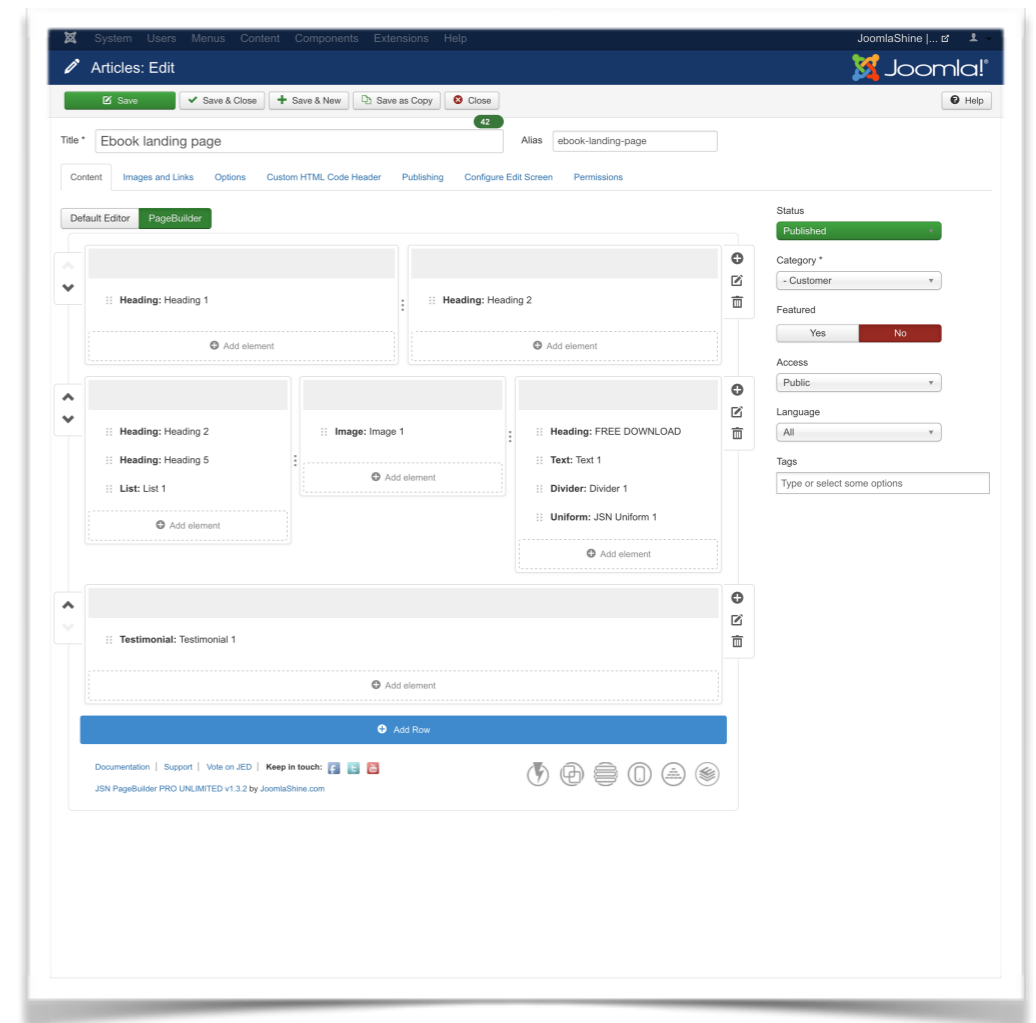 System Users Menus Content Components Extensions Help JoomlaShine |...
Articles: Edit Joomla!®
Save Save & Close Save & New Save as Copy Close Help
42
Title * Ebook landing page Alias ebook-landing-page
Content Images and Links Options Custom HTML Code Header Publishing Configure Edit Screen Permissions
Default Editor PageBuilder
Heading: Heading 1 Heading: Heading 2
Add element Add element
Heading: Heading 2 Image: Image 1 Heading: FREE DOWNLOAD
Heading: Heading 5 Text: Text 1
Add element
List: List 1 Divider: Divider 1
Add element Uniform: JSN Uniform 1
Add element
Testimonial: Testimonial 1
Add element
Add Row
Documentation | Support | Vote on JED | Keep in touch:
JSN PageBuilder PRO UNLIMITED v1.3.2 by JoomlaShine.com
Status
Published
Category *
- Customer
Featured
Yes No
Access
Public
Language
All
Tags
Type or select some options